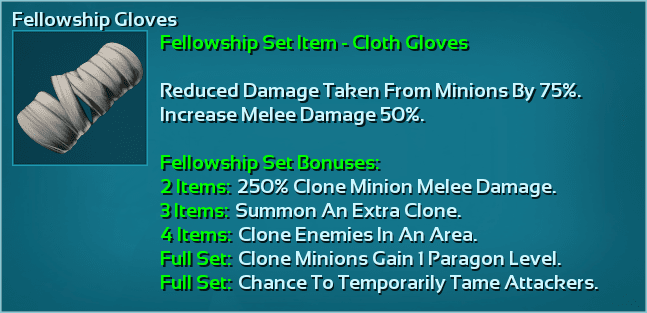 Fellowship Gloves
Fellowship Set Item - Cloth Gloves
Reduced Damage Taken From Minions By 75%.
Increase Melee Damage 50%.
Fellowship Set Bonuses:
2 Items: 250% Clone Minion Melee Damage.
3 Items: Summon An Extra Clone.
4 Items: Clone Enemies In An Area.
Full Set: Clone Minions Gain 1 Paragon Level.
Full Set: Chance To Temporarily Tame Attackers.